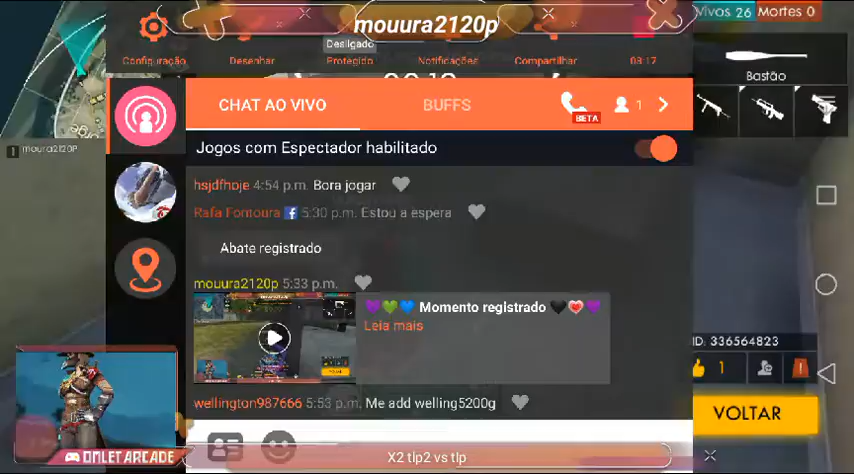 mouura2120p
Vivos 26 Mortes 0
Desligado
Configuração Desenhar Protegido Notificações Compartilhar 03:17
Bastão
CHAT AO VIVO BUFFS BETA 1
1 moura2120P
Jogos com Espectador habilitado
hsjdfhoje 4:54 p.m. Bora jogar
Rafa Fontoura 5:30 p.m. Estou a espera
Abate registrado
mouura2120p 5:33 p.m.
Momento registrado
Leia mais
ID: 336564823
1
wellington987666 5:53 p.m. Me add welling5200g
VOLTAR
OMLET ARCADE
X2 tlp2 vs tlp